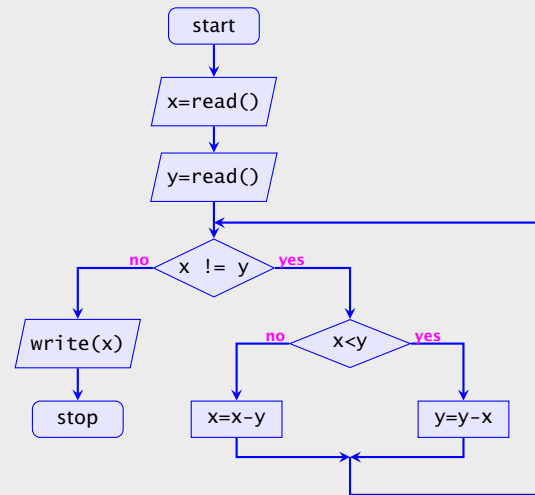 start
x=read()
y=read()
x != y
no
yes
write(x)
stop
x<y
no
yes
x=x-y
y=y-x